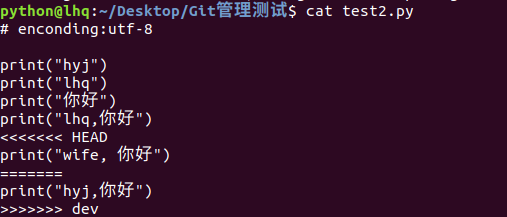 python@lhq:~/Desktop/Git管理测试$ cat test2.py
# enconding:utf-8
print("hyj")
print("lhq")
print("你好")
print("lhq,你好")
<<<<<<< HEAD
print("wife, 你好")
=======
print("hyj,你好")
>>>>>>> dev